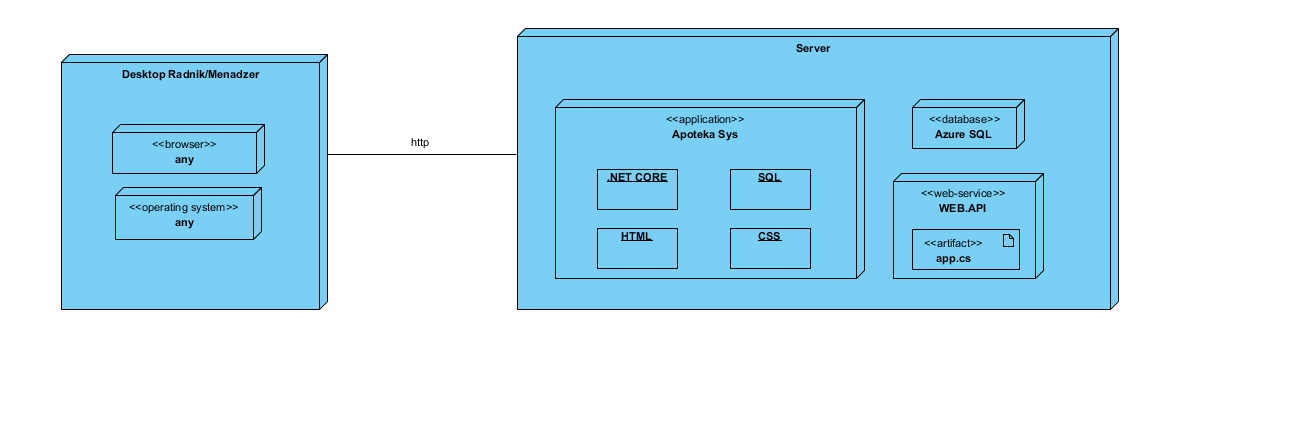 Desktop Radnik/Menadzer
<<browser>>
any
<<operating system>>
any
http
Server
<<application>>
Apoteka Sys
.NET CORE
SQL
HTML
CSS
<<database>>
Azure SQL
<<web-service>>
WEB.API
<<artifact>>
app.cs